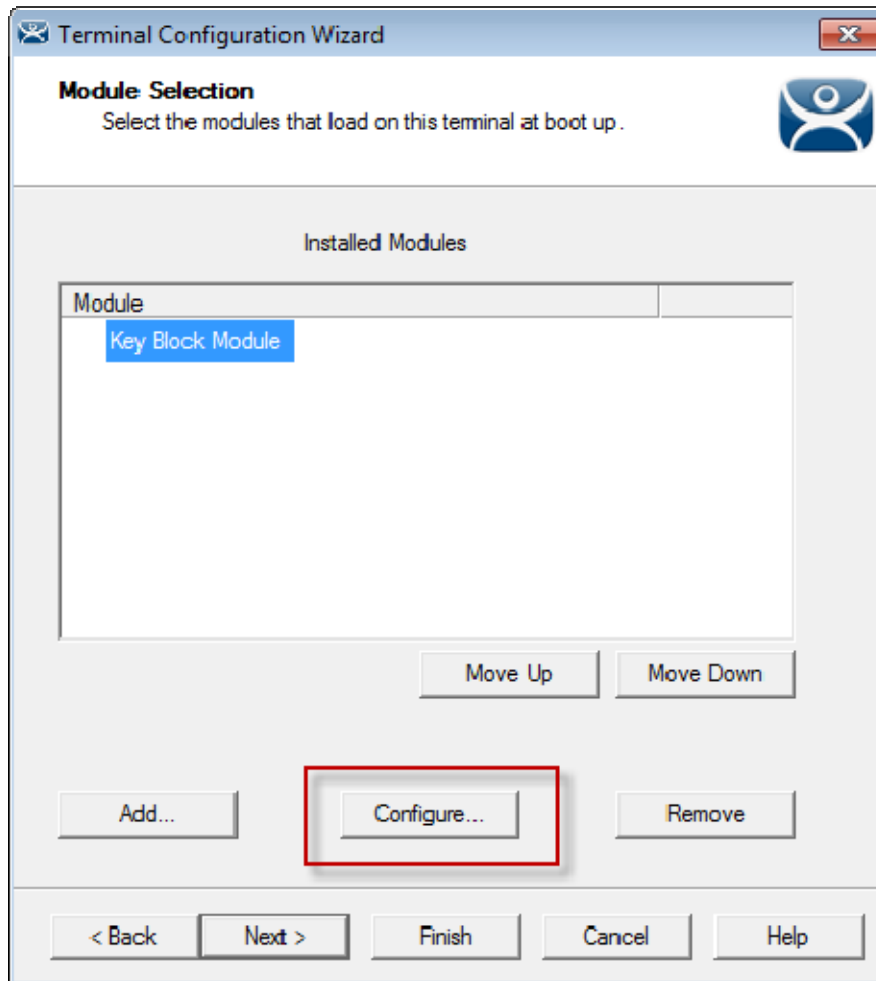 Terminal Configuration Wizard
Module Selection
Select the modules that load on this terminal at boot up.
Installed Modules
Module
Key Block Module
Move Up Move Down
Add... Configure... Remove
< Back Next > Finish Cancel Help